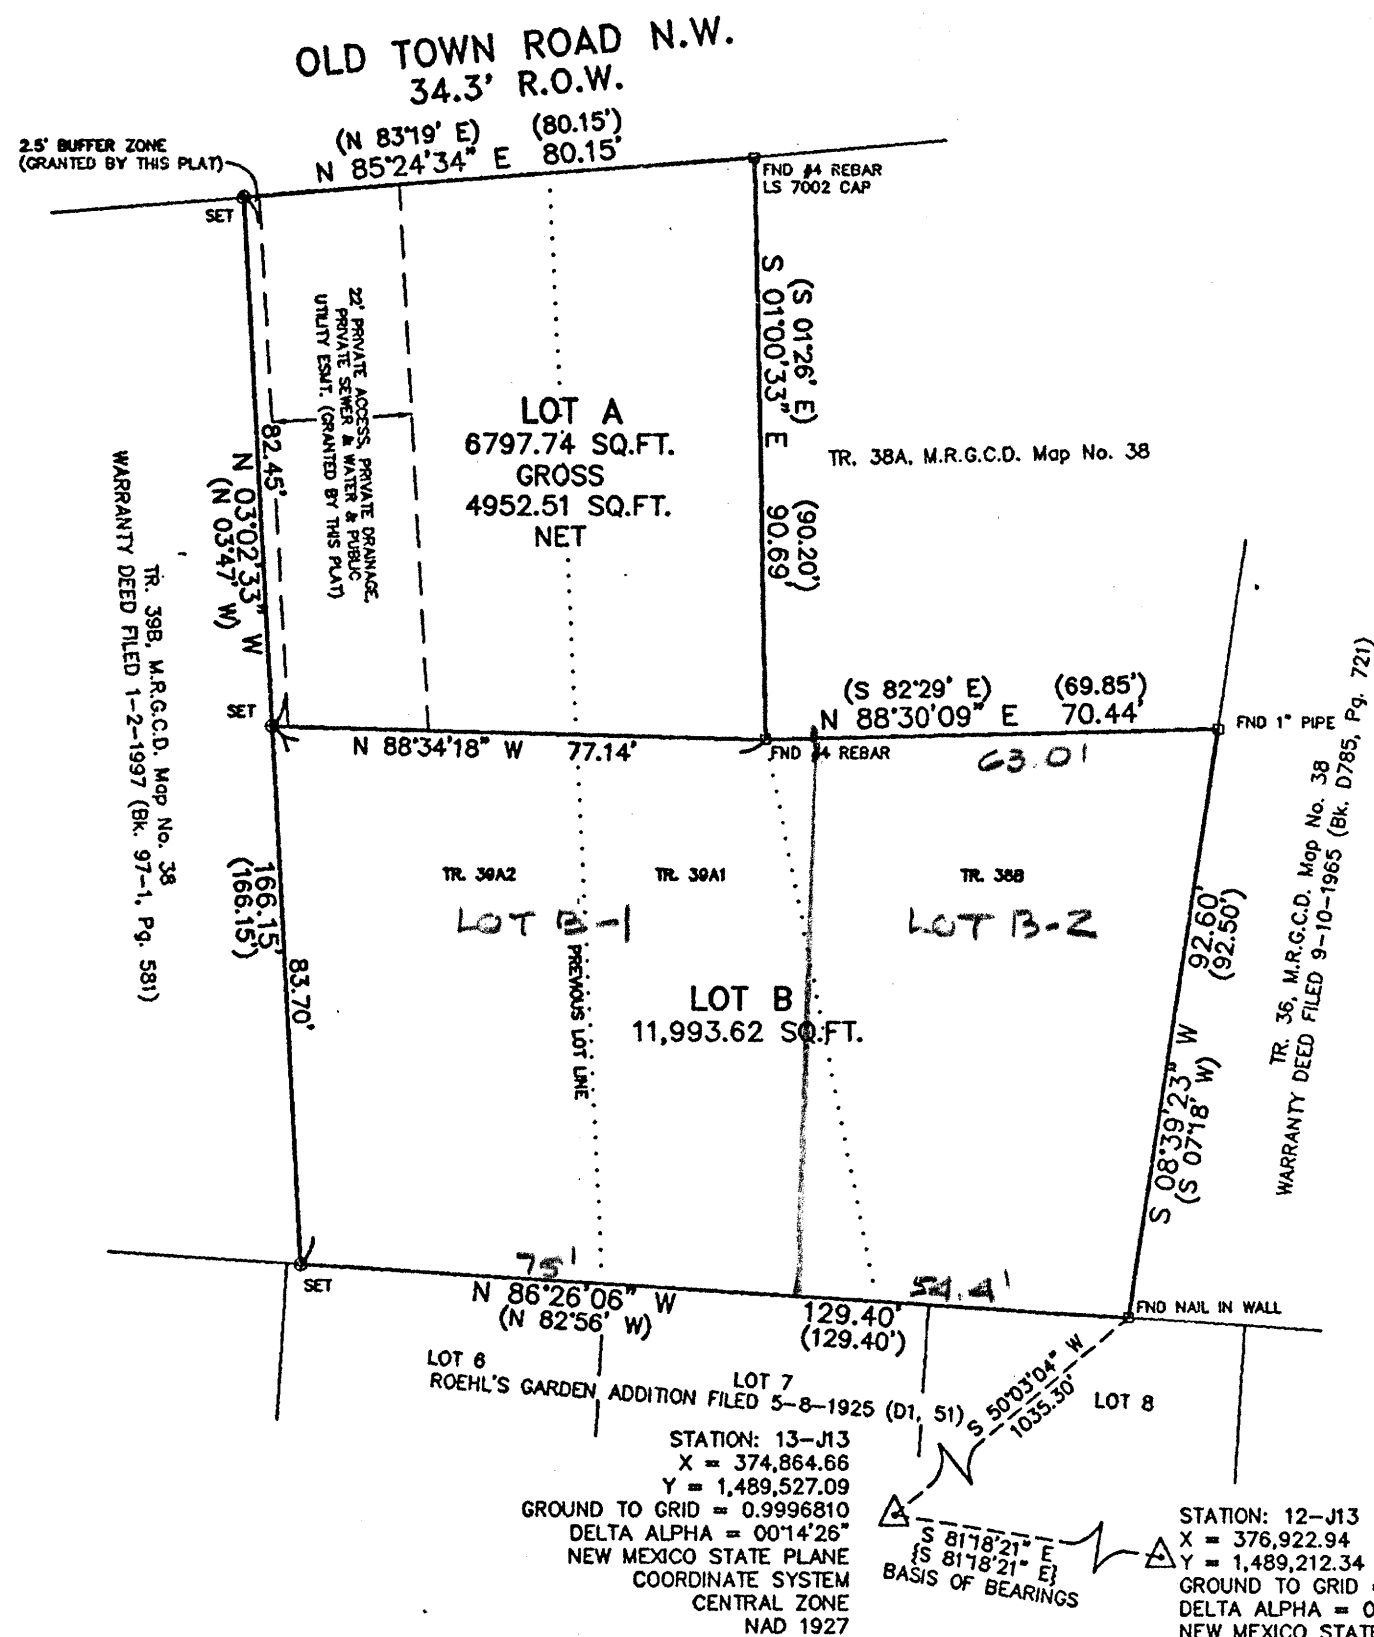 OLD TOWN ROAD N.W.
34.3' R.O.W.
2.5' BUFFER ZONE
(GRANTED BY THIS PLAT)
(N 83°19' E) (80.15')
N 85°24'34" E 80.15'
SET
FND #4 REBAR
LS 7002 CAP
22' PRIVATE ACCESS, PRIVATE DRAINAGE,
PRIVATE SEWER & WATER & PUBLIC
UTILITY ESMT. (GRANTED BY THIS PLAT)
(S 01°26' E) (90.20')
S 01°00'33" E 90.69'
LOT A
6797.74 SQ.FT.
GROSS
4952.51 SQ.FT.
NET
TR. 38A, M.R.G.C.D. Map No. 38
82.45'
N 03°02'33" W
(N 03°47' W)
TR. 39B, M.R.G.C.D. Map No. 38
WARRANTY DEED FILED 1-2-1997 (Bk. 97-1, Pg. 581)
SET
N 88°34'18" W 77.14'
(S 82°29' E) (69.85')
N 88°30'09" E 70.44'
FND #4 REBAR
FND 1" PIPE
63.01
TR. 39A2
TR. 39A1
TR. 38B
LOT B-1
LOT B-2
166.15'
(166.15')
83.70'
PREVIOUS LOT LINE
LOT B
11,993.62 SQ.FT.
92.60'
(92.50')
S 08°39'23" W
(S 07°18' W)
TR. 36, M.R.G.C.D. Map No. 38
WARRANTY DEED FILED 9-10-1965 (Bk. D785, Pg. 721)
75'
54.4'
SET
N 86°26'06" W 129.40'
(N 82°56' W) (129.40')
FND NAIL IN WALL
LOT 6
LOT 7
LOT 8
ROEHL'S GARDEN ADDITION FILED 5-8-1925 (D1, 51)
S 50°03'04" W
1035.30'
STATION: 13-J13
X = 374,864.66
Y = 1,489,527.09
GROUND TO GRID = 0.9996810
DELTA ALPHA = 00°14'26"
NEW MEXICO STATE PLANE
COORDINATE SYSTEM
CENTRAL ZONE
NAD 1927
S 81°18'21" E
{S 81°18'21" E}
BASIS OF BEARINGS
STATION: 12-J13
X = 376,922.94
Y = 1,489,212.34
GROUND TO GRID =
DELTA ALPHA = 0
NEW MEXICO STATE